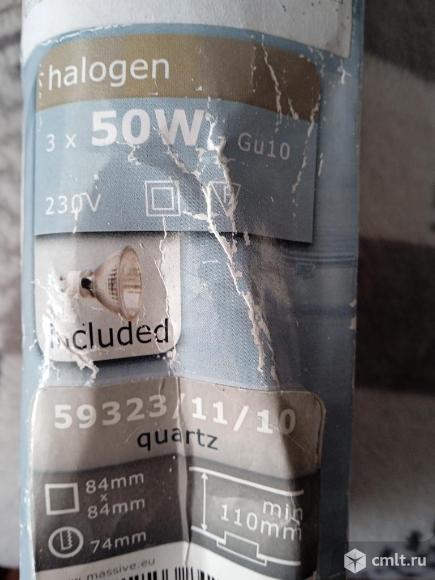 halogen
3 x 50W Gu10
230V
F
included
59323/11/10
quartz
84mm
x
84mm
74mm
min
110mm
www.massive.eu
cmlt.ru